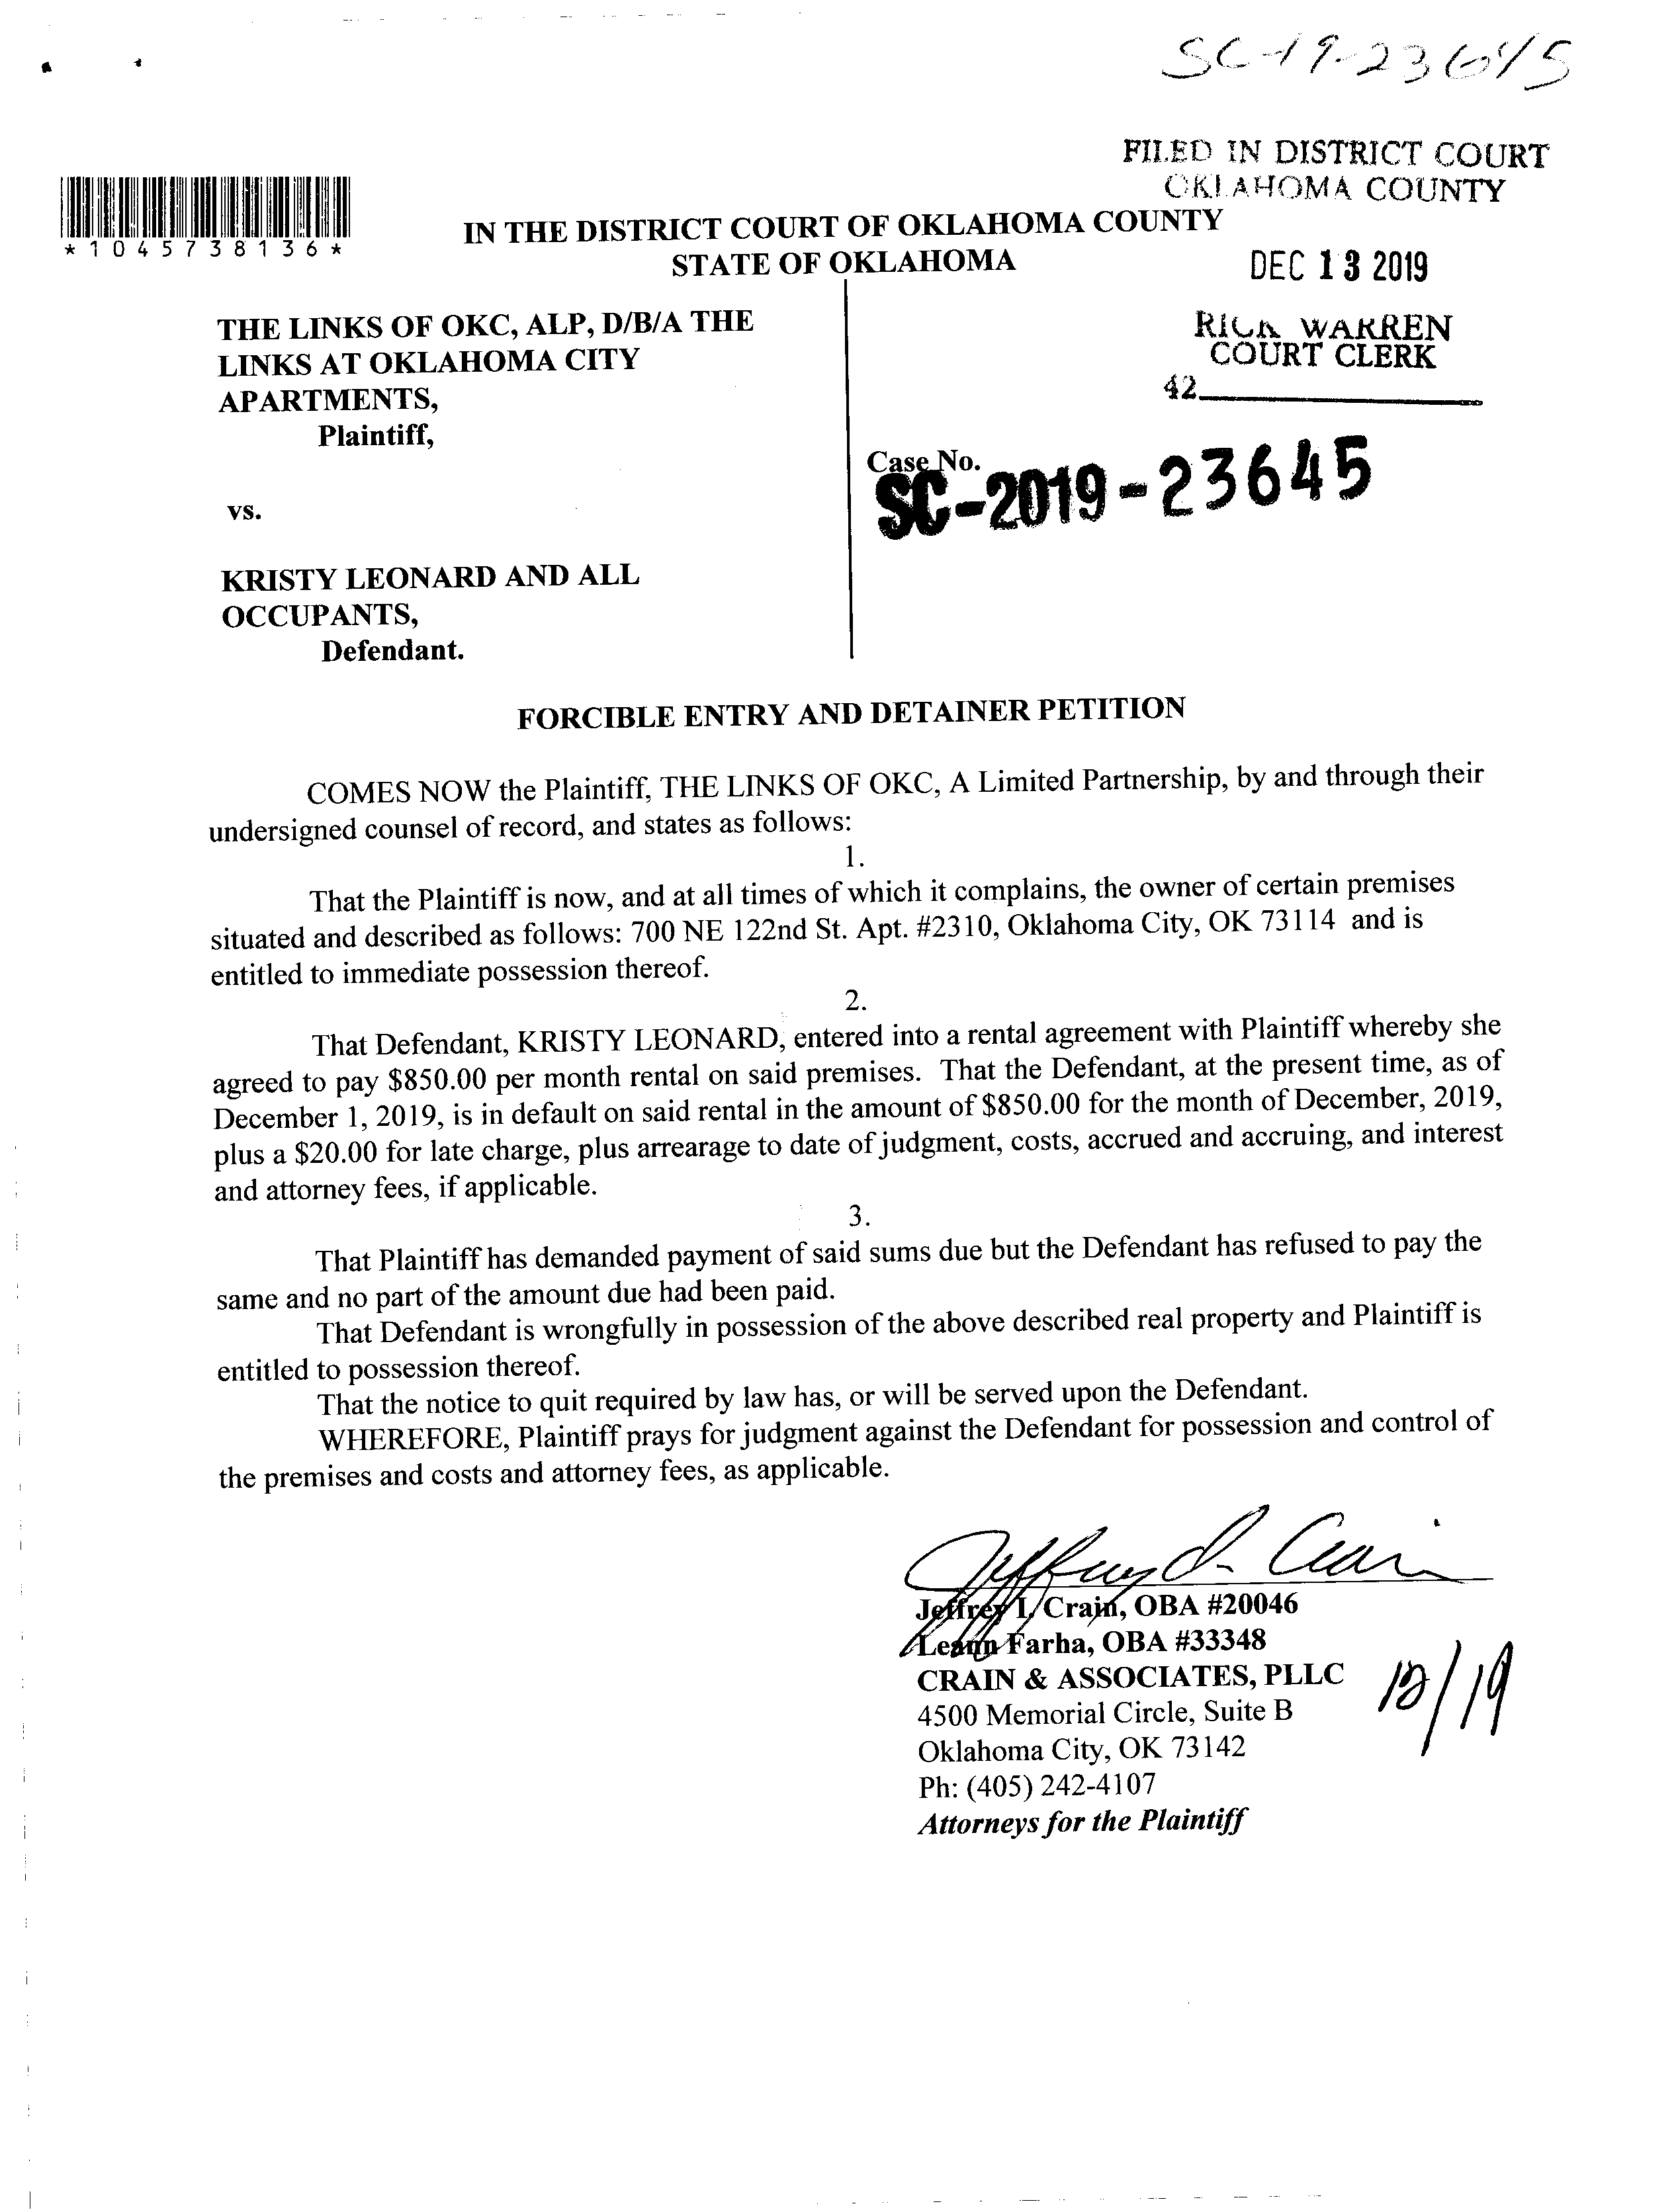 SC-19-23645
FILED IN DISTRICT COURT
OKLAHOMA COUNTY
*1045738136*
IN THE DISTRICT COURT OF OKLAHOMA COUNTY
STATE OF OKLAHOMA
DEC 13 2019
THE LINKS OF OKC, ALP, D/B/A THE
LINKS AT OKLAHOMA CITY
APARTMENTS,
Plaintiff,
RICK WARREN
COURT CLERK
42
Case No.
SC-2019-23645
vs.
KRISTY LEONARD AND ALL
OCCUPANTS,
Defendant.
FORCIBLE ENTRY AND DETAINER PETITION
COMES NOW the Plaintiff, THE LINKS OF OKC, A Limited Partnership, by and through their
undersigned counsel of record, and states as follows:
1.
That the Plaintiff is now, and at all times of which it complains, the owner of certain premises
situated and described as follows: 700 NE 122nd St. Apt. #2310, Oklahoma City, OK 73114 and is
entitled to immediate possession thereof.
2.
That Defendant, KRISTY LEONARD, entered into a rental agreement with Plaintiff whereby she
agreed to pay $850.00 per month rental on said premises. That the Defendant, at the present time, as of
December 1, 2019, is in default on said rental in the amount of $850.00 for the month of December, 2019,
plus a $20.00 for late charge, plus arrearage to date of judgment, costs, accrued and accruing, and interest
and attorney fees, if applicable.
3.
That Plaintiff has demanded payment of said sums due but the Defendant has refused to pay the
same and no part of the amount due had been paid.
That Defendant is wrongfully in possession of the above described real property and Plaintiff is
entitled to possession thereof.
That the notice to quit required by law has, or will be served upon the Defendant.
WHEREFORE, Plaintiff prays for judgment against the Defendant for possession and control of
the premises and costs and attorney fees, as applicable.
Jeffrey I. Crain, OBA #20046
Leann Farha, OBA #33348
CRAIN & ASSOCIATES, PLLC
4500 Memorial Circle, Suite B
Oklahoma City, OK 73142
Ph: (405) 242-4107
Attorneys for the Plaintiff
12/19